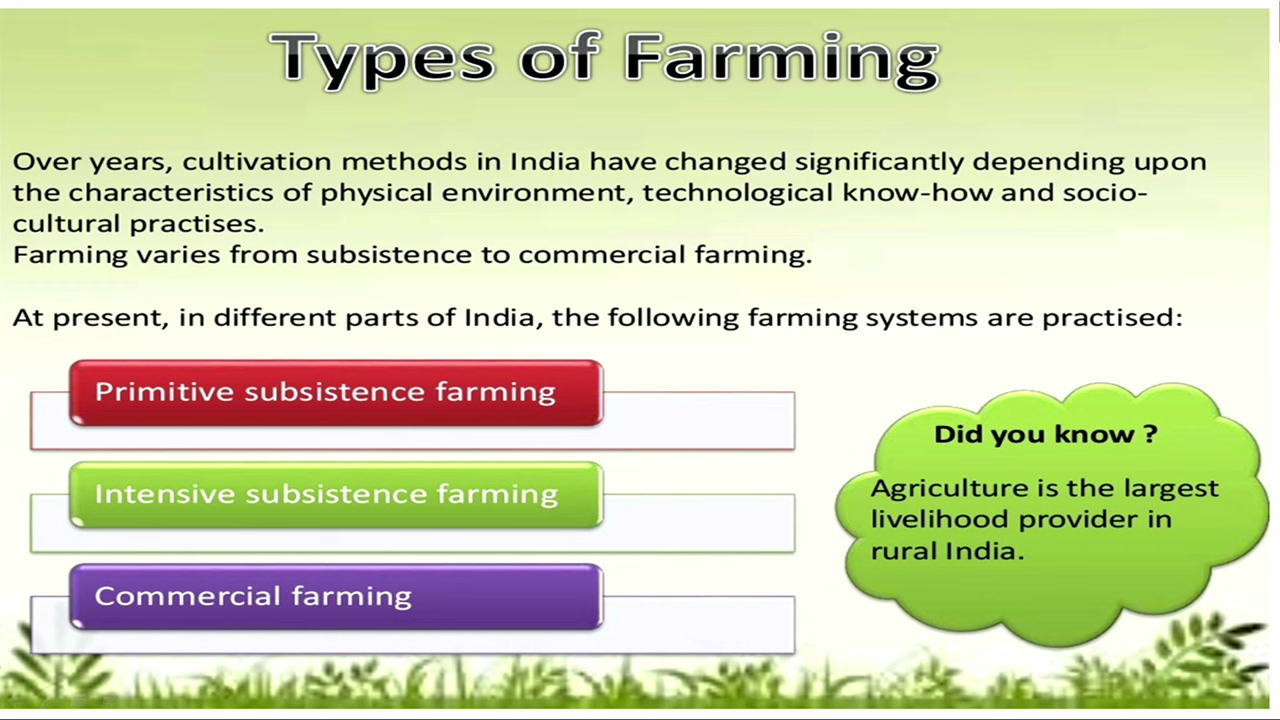 Types of Farming
Over years, cultivation methods in India have changed significantly depending upon
the characteristics of physical environment, technological know-how and socio-
cultural practises.
Farming varies from subsistence to commercial farming.
At present, in different parts of India, the following farming systems are practised:
Primitive subsistence farming
Intensive subsistence farming
Commercial farming
Did you know ?
Agriculture is the largest
livelihood provider in
rural India.